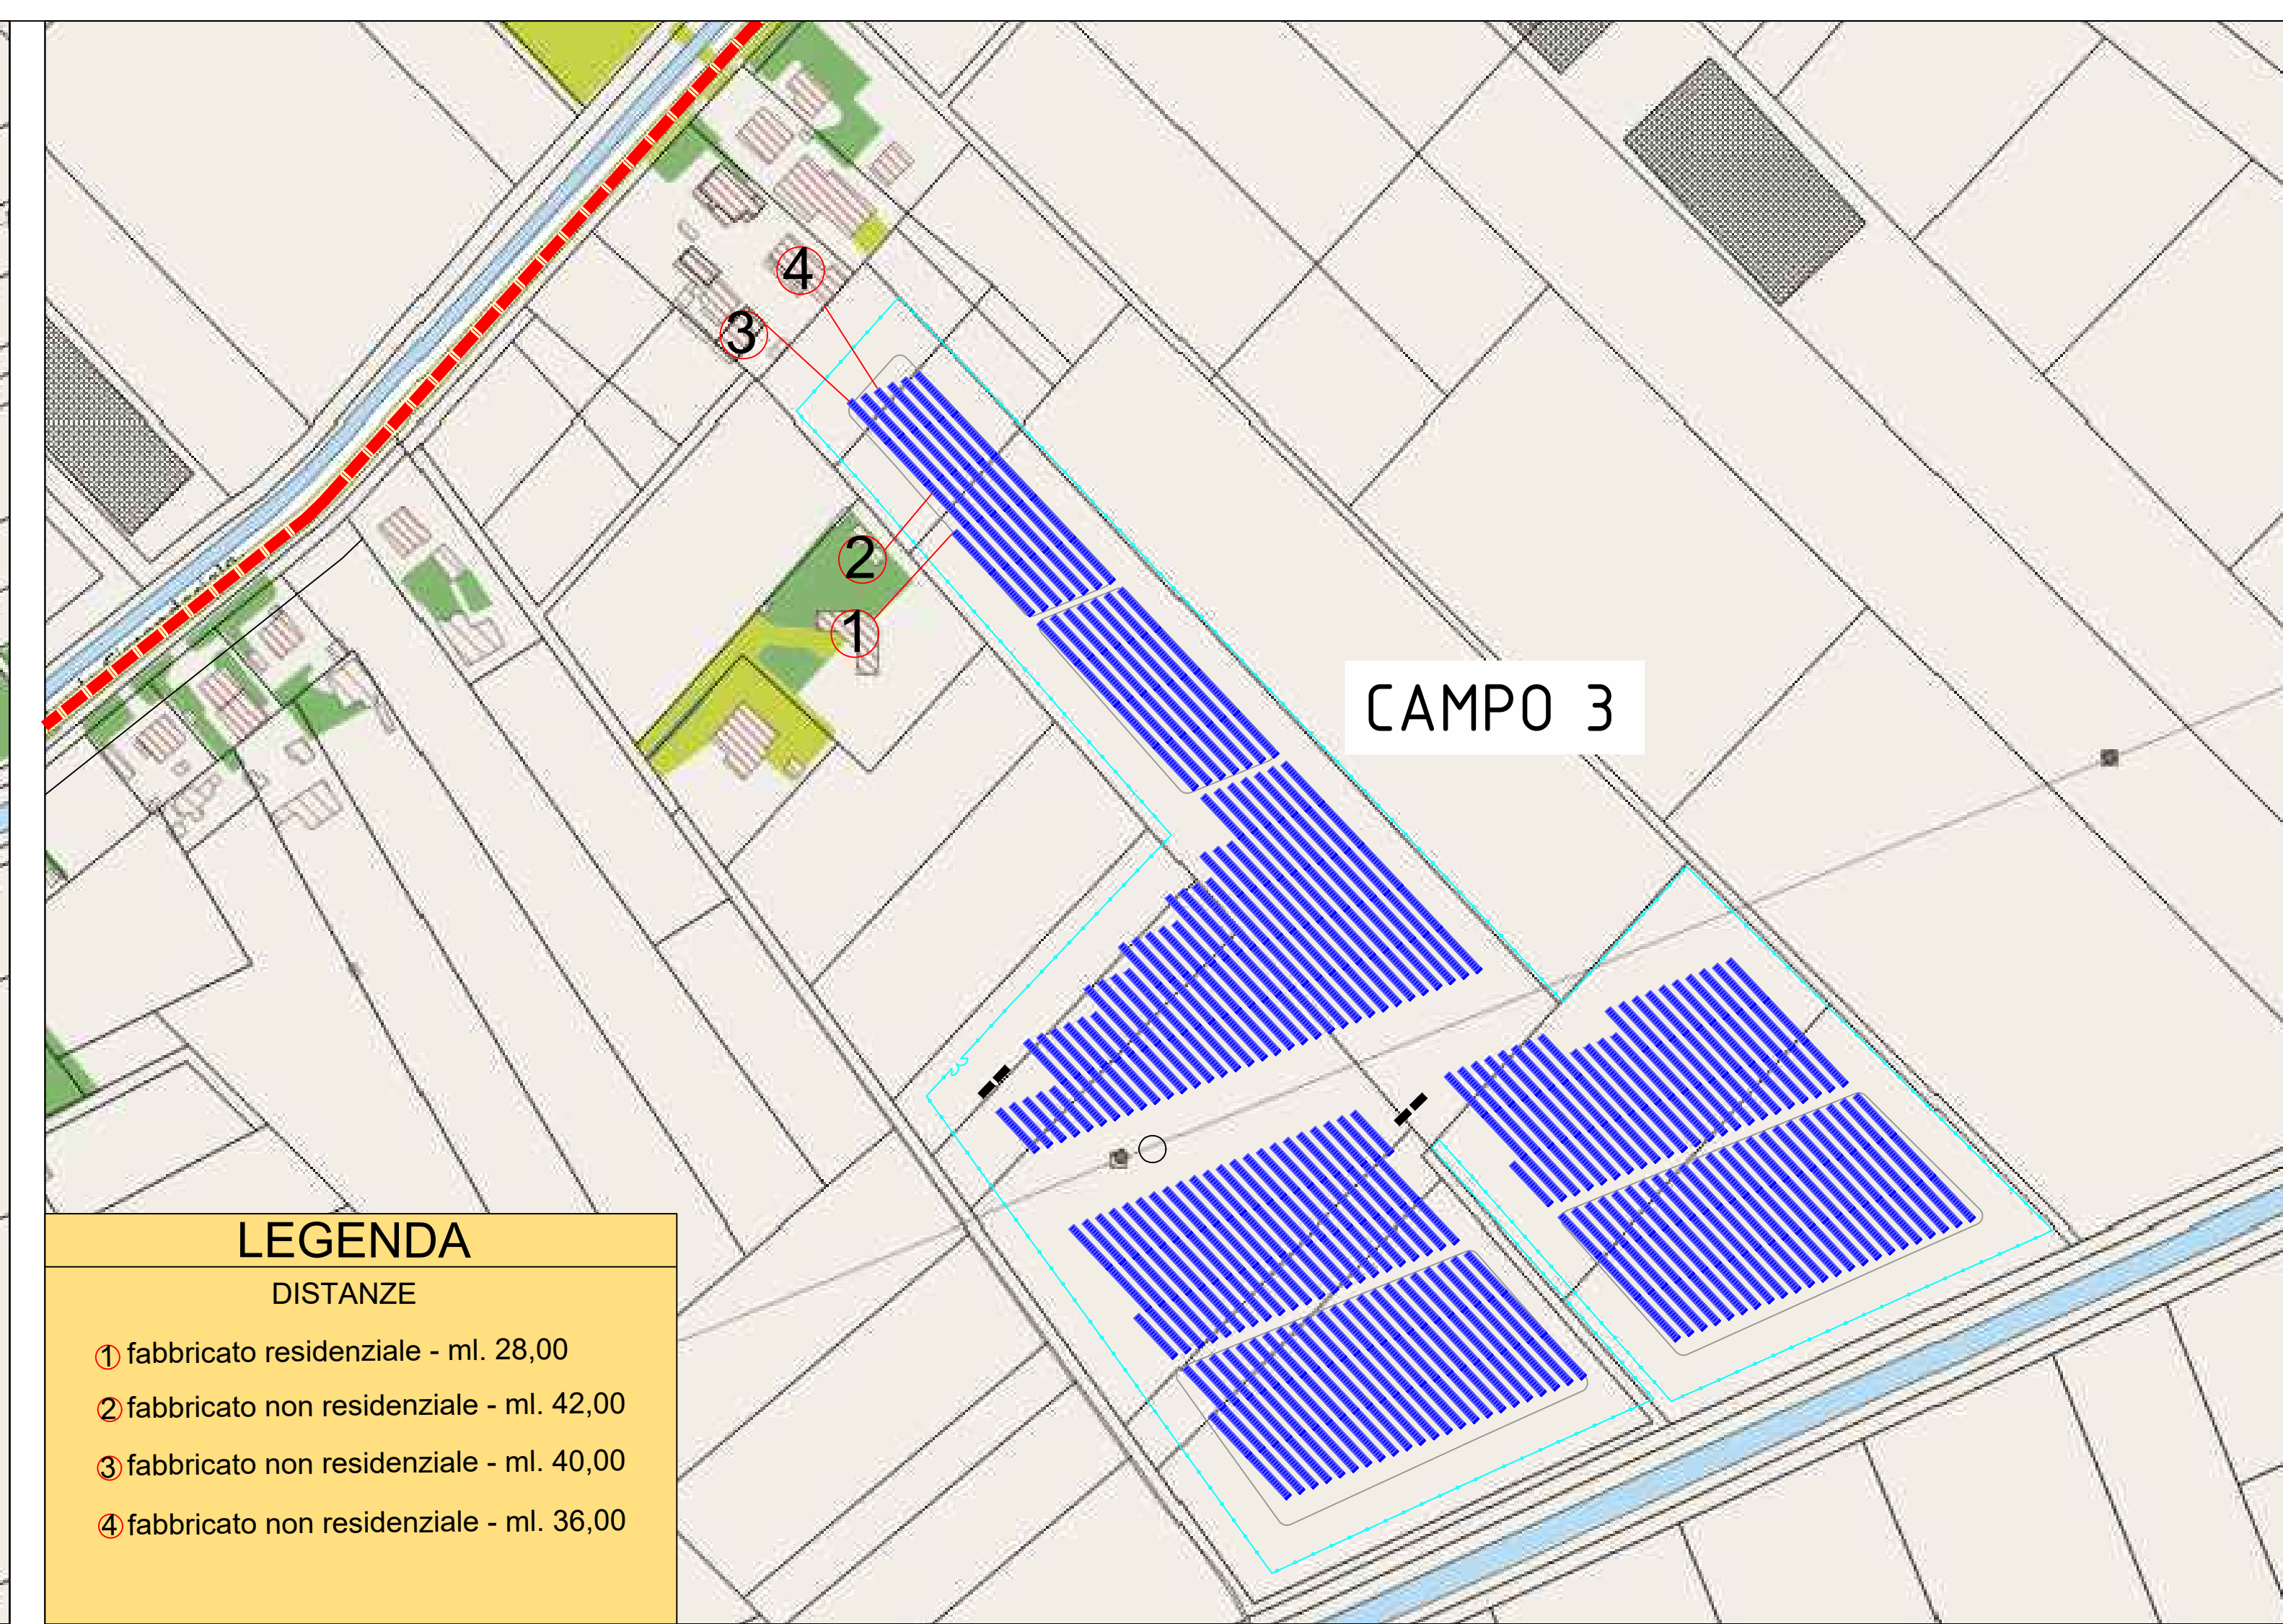 4
3
2
1
CAMPO 3
LEGENDA
DISTANZE
1 fabbricato residenziale - ml. 28,00
2 fabbricato non residenziale - ml. 42,00
3 fabbricato non residenziale - ml. 40,00
4 fabbricato non residenziale - ml. 36,00